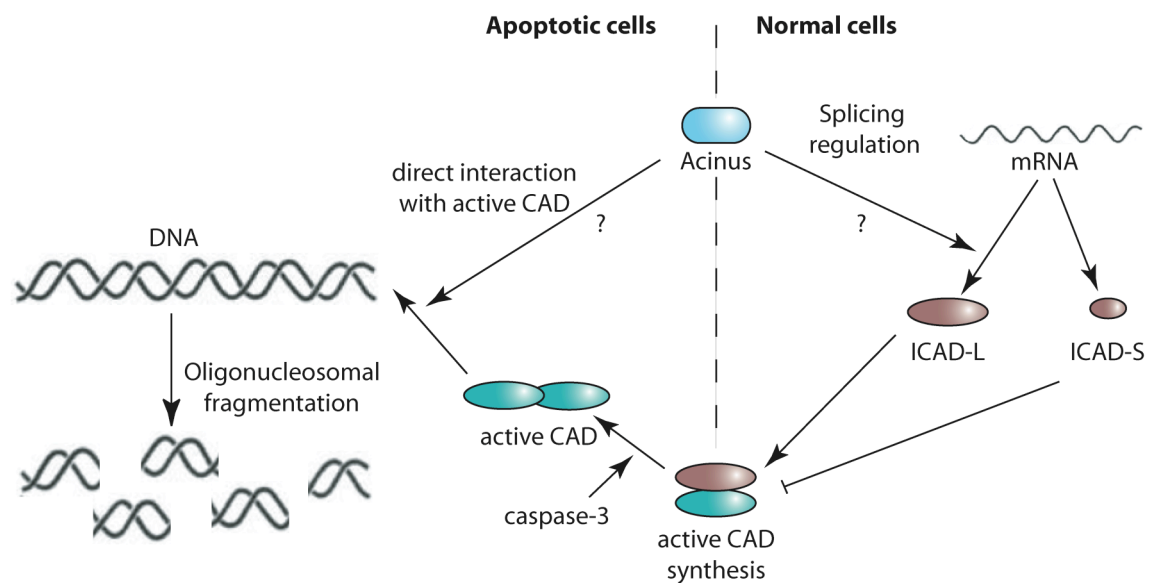 Apoptotic cells
Normal cells
Acinus
Splicing
regulation
mRNA
direct interaction
with active CAD
?
?
DNA
ICAD-L
ICAD-S
Oligonucleosomal
fragmentation
active CAD
caspase-3
active CAD
synthesis